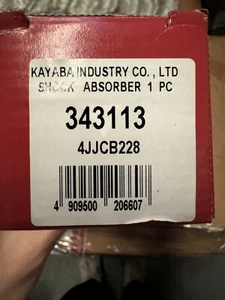 KAYABA INDUSTRY CO., LTD
SHOCK ABSORBER 1 PC
343113
4JJCB228
4 909500 206607